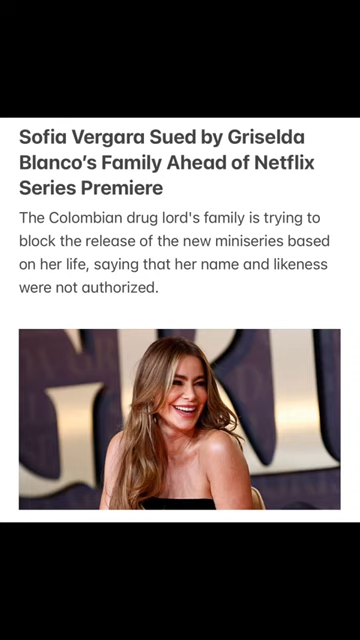 Sofia Vergara Sued by Griselda
Blanco's Family Ahead of Netflix
Series Premiere
The Colombian drug lord's family is trying to
block the release of the new miniseries based
on her life, saying that her name and likeness
were not authorized.
GRI